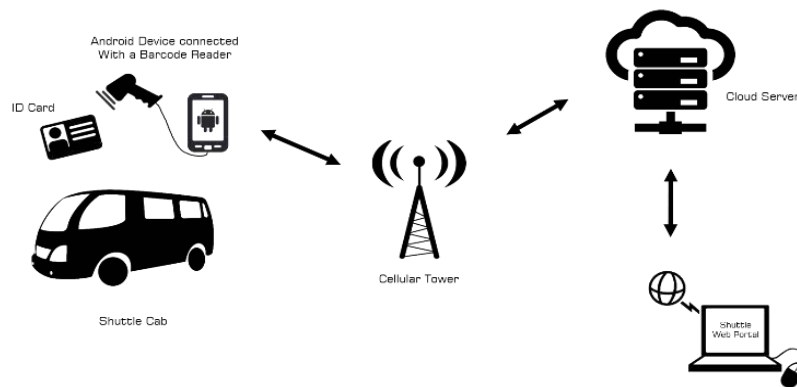 Android Device connected
With a Barcode Reader
ID Card
Cloud Server
Cellular Tower
Shuttle Cab
Shuttle
Web Portal